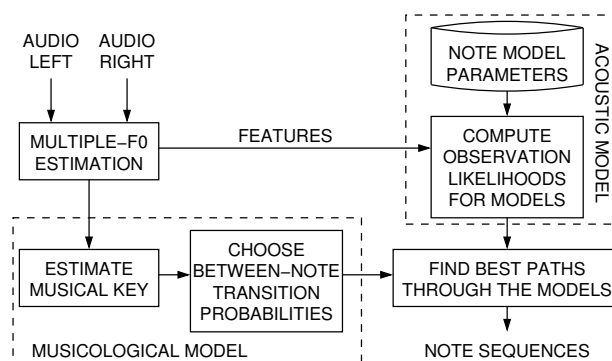 AUDIO
LEFT
AUDIO
RIGHT
NOTE MODEL
PARAMETERS
ACOUSTIC MODEL
MULTIPLE−F0
ESTIMATION
FEATURES
COMPUTE
OBSERVATION
LIKELIHOODS
FOR MODELS
ESTIMATE
MUSICAL KEY
CHOOSE
BETWEEN−NOTE
TRANSITION
PROBABILITIES
FIND BEST PATHS
THROUGH THE MODELS
MUSICOLOGICAL MODEL
NOTE SEQUENCES